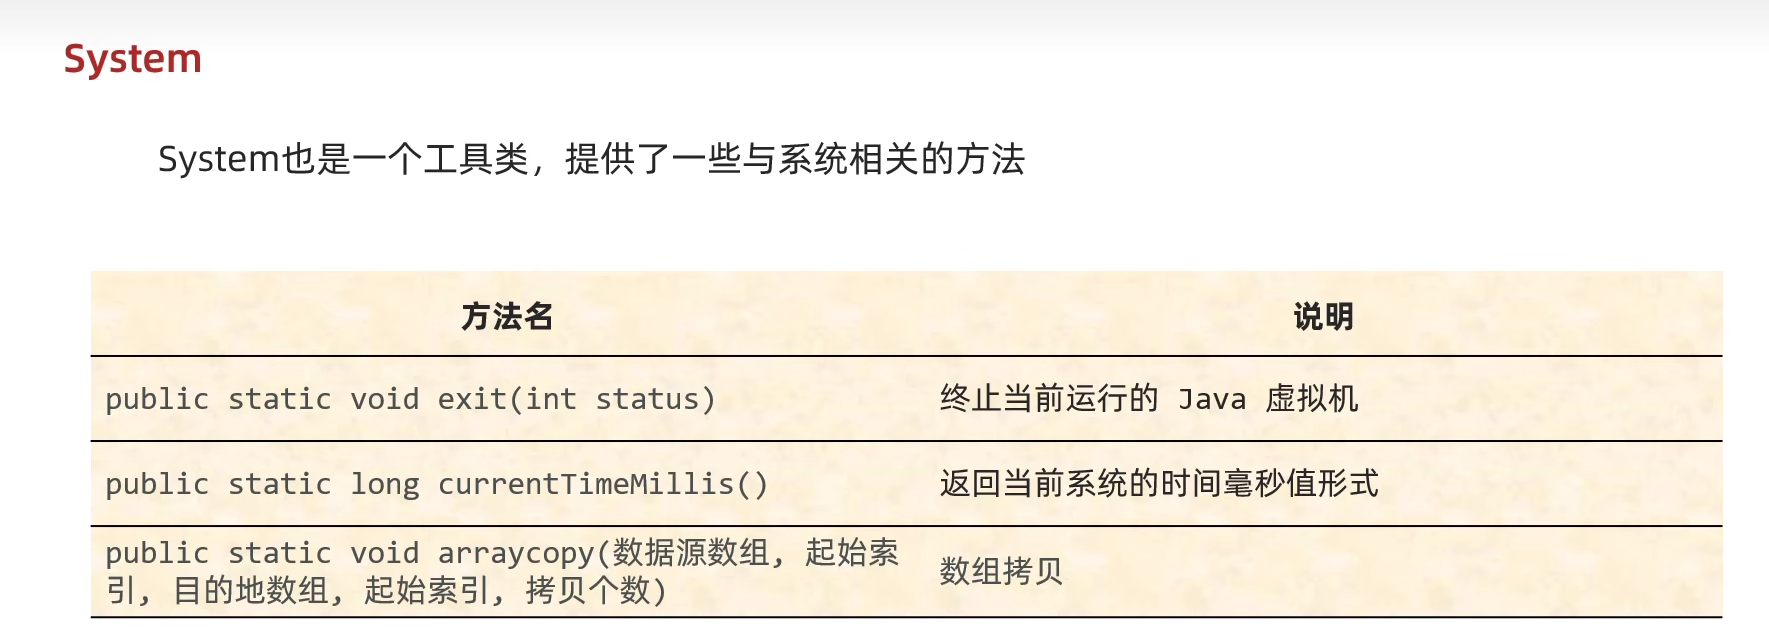 System
System也是一个工具类，提供了一些与系统相关的方法
方法名 说明
public static void exit(int status) 终止当前运行的 Java 虚拟机
public static long currentTimeMillis() 返回当前系统的时间毫秒值形式
public static void arraycopy(数据源数组, 起始索
引, 目的地数组, 起始索引, 拷贝个数)
数组拷贝